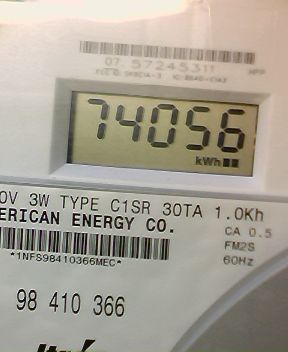 07. 57245311
74056
kWh
0V 3W TYPE C1SR 30TA 1.0Kh
ERICAN ENERGY CO.
CA 0.5
FM2S
60Hz
*1NFS98410366MEC*
98 410 366